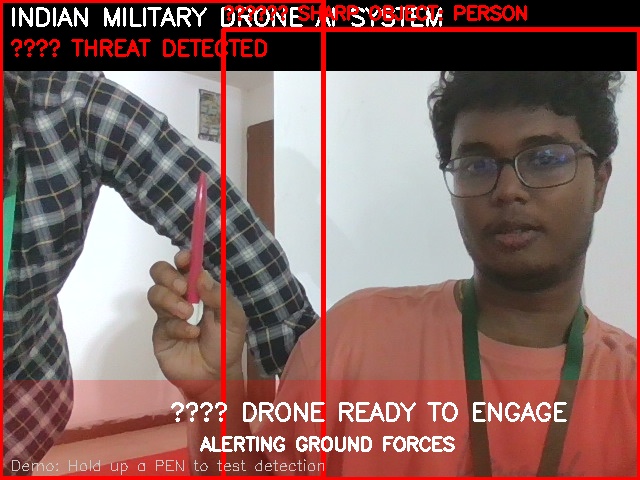 INDIAN MILITARY DRONE AI SYSTEM
?????? SHARP OBJECT: PERSON
???? THREAT DETECTED
???? DRONE READY TO ENGAGE
ALERTING GROUND FORCES
Demo: Hold up a PEN to test detection